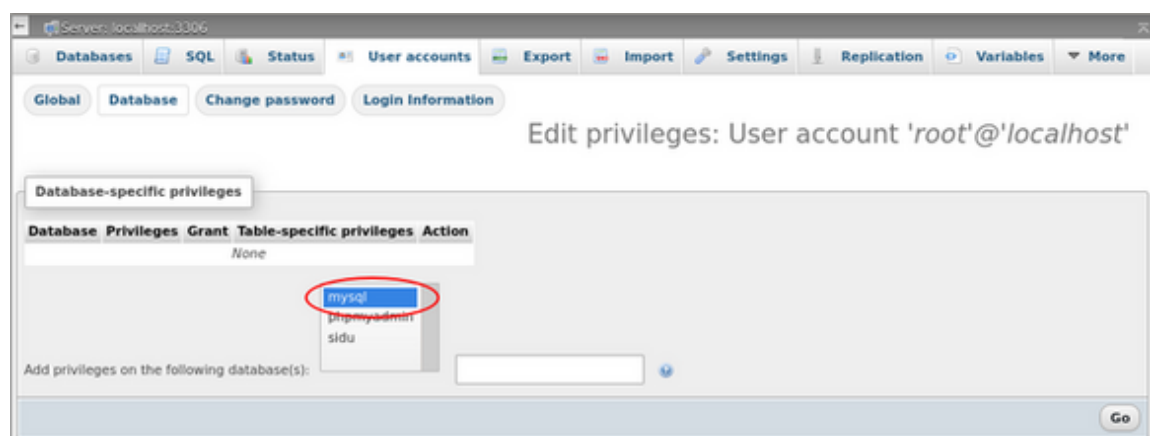 Server: localhost:3306
Databases SQL Status User accounts Export Import Settings Replication Variables More
Global Database Change password Login Information
Edit privileges: User account 'root'@'localhost'
Database-specific privileges
Database Privileges Grant Table-specific privileges Action
None
mysql
phpmyadmin
sidu
Add privileges on the following database(s):
Go